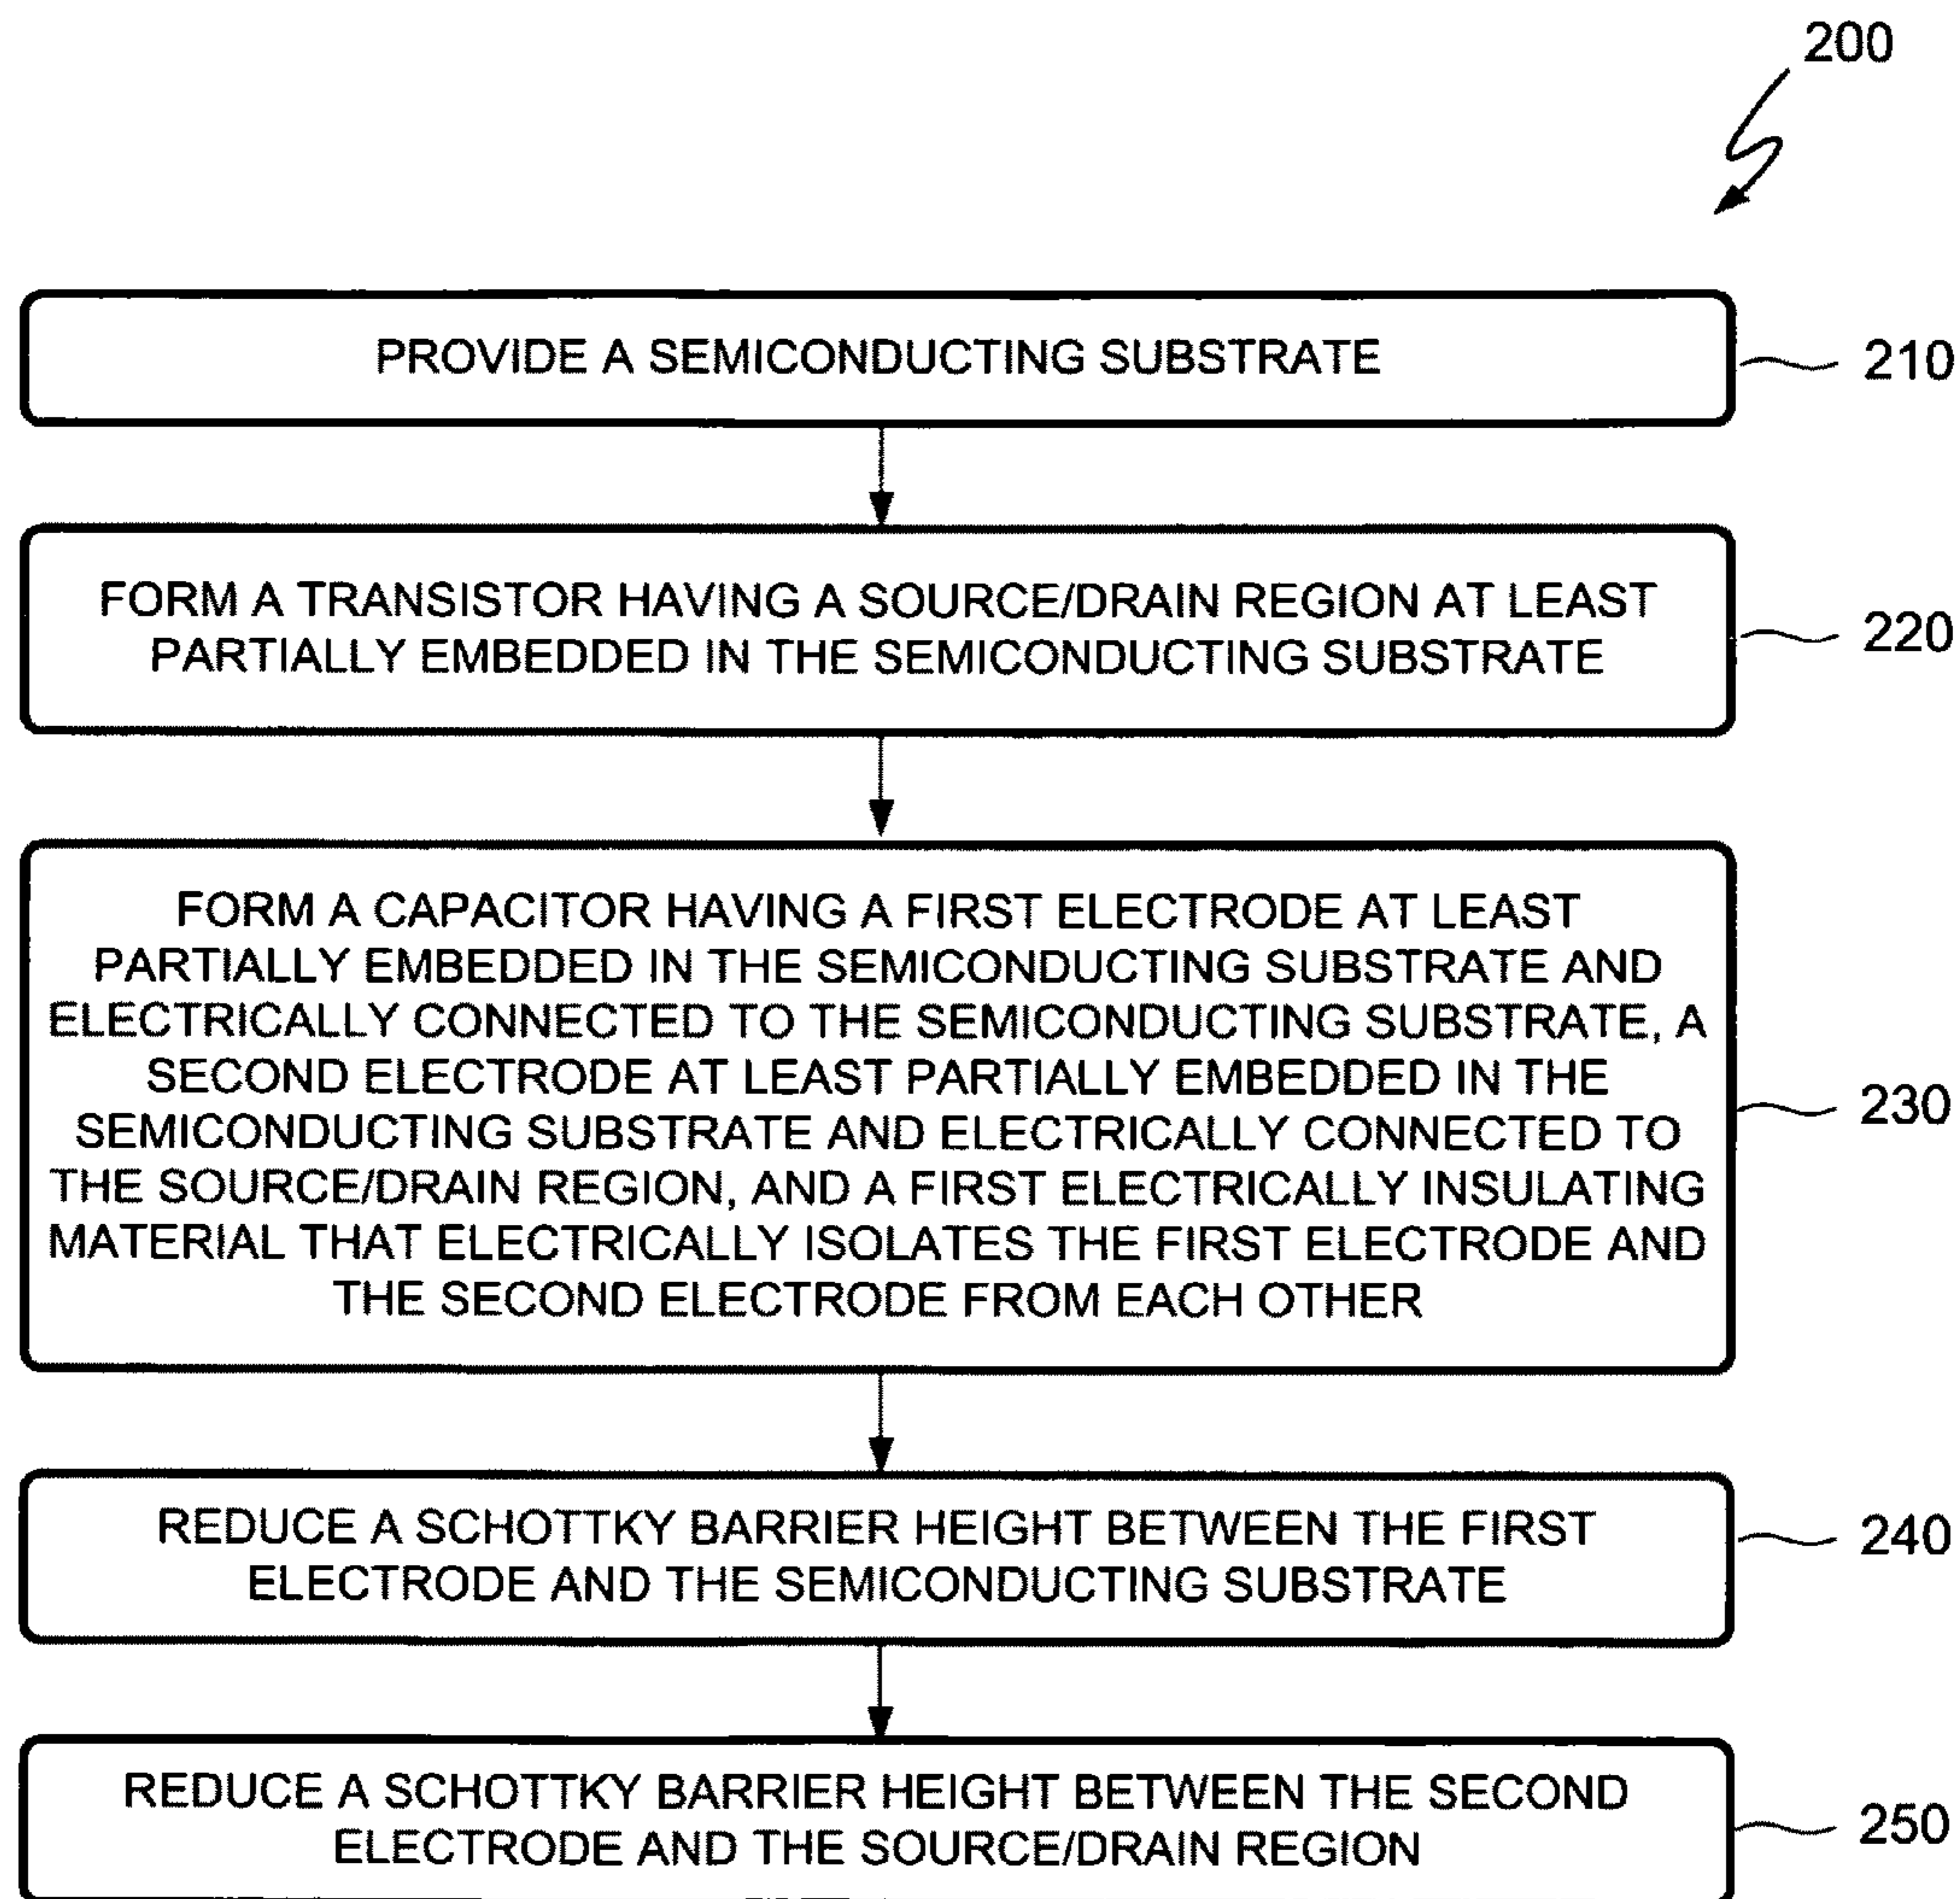 200
PROVIDE A SEMICONDUCTING SUBSTRATE
210
FORM A TRANSISTOR HAVING A SOURCE/DRAIN REGION AT LEAST
PARTIALLY EMBEDDED IN THE SEMICONDUCTING SUBSTRATE
220
FORM A CAPACITOR HAVING A FIRST ELECTRODE AT LEAST
PARTIALLY EMBEDDED IN THE SEMICONDUCTING SUBSTRATE AND
ELECTRICALLY CONNECTED TO THE SEMICONDUCTING SUBSTRATE, A
SECOND ELECTRODE AT LEAST PARTIALLY EMBEDDED IN THE
SEMICONDUCTING SUBSTRATE AND ELECTRICALLY CONNECTED TO
THE SOURCE/DRAIN REGION, AND A FIRST ELECTRICALLY INSULATING
MATERIAL THAT ELECTRICALLY ISOLATES THE FIRST ELECTRODE AND
THE SECOND ELECTRODE FROM EACH OTHER
230
REDUCE A SCHOTTKY BARRIER HEIGHT BETWEEN THE FIRST
ELECTRODE AND THE SEMICONDUCTING SUBSTRATE
240
REDUCE A SCHOTTKY BARRIER HEIGHT BETWEEN THE SECOND
ELECTRODE AND THE SOURCE/DRAIN REGION
250